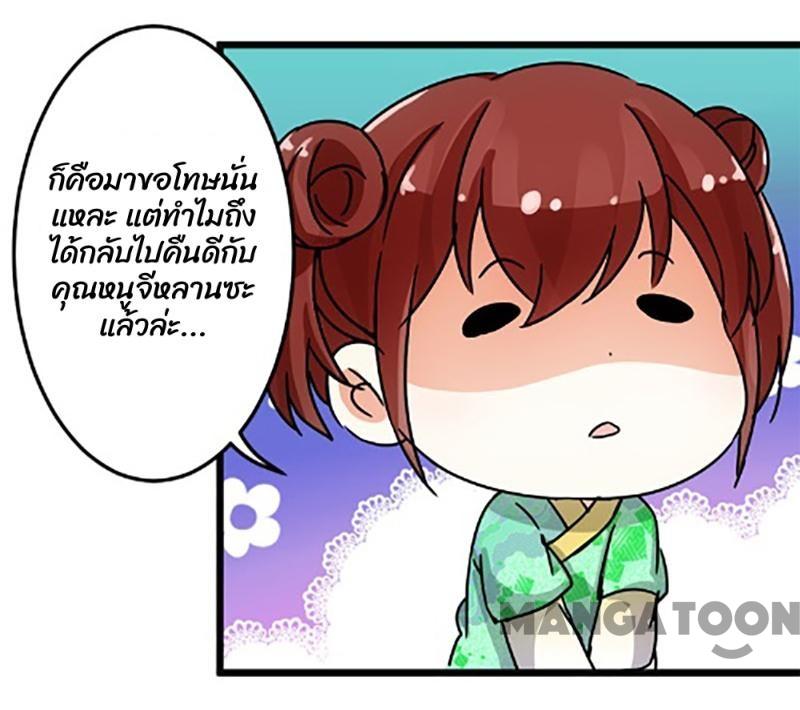 ก็คือมาขอโทษนั่น
แหละ แต่ทำไมถึง
ได้กลับไปคืนดีกับ
คุณหนูจีหลานซะ
แล้วล่ะ...
MANGATOON